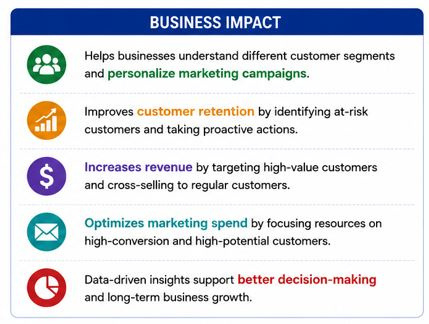 BUSINESS IMPACT
Helps businesses understand different customer segments
and personalize marketing campaigns.
Improves customer retention by identifying at-risk
customers and taking proactive actions.
Increases revenue by targeting high-value customers
and cross-selling to regular customers.
Optimizes marketing spend by focusing resources on
high-conversion and high-potential customers.
Data-driven insights support better decision-making
and long-term business growth.